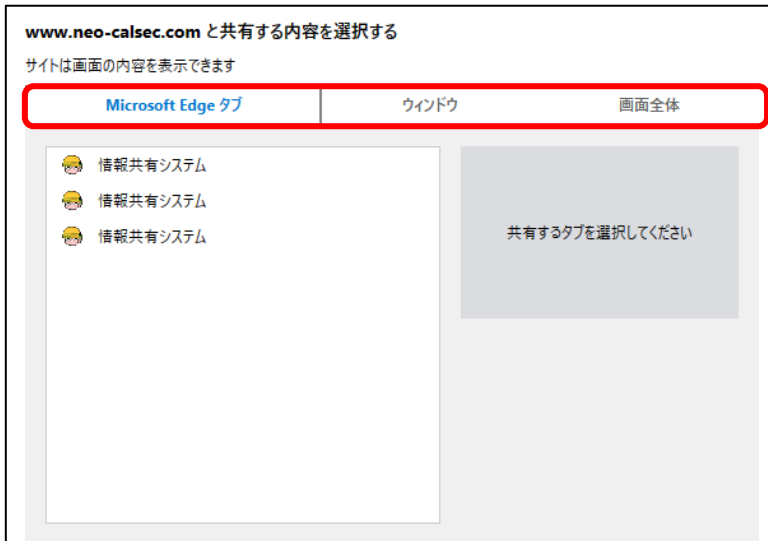 www.neo-calsec.com と共有する内容を選択する
サイトは画面の内容を表示できます
Microsoft Edge タブ ウィンドウ 画面全体
情報共有システム
情報共有システム
情報共有システム
共有するタブを選択してください